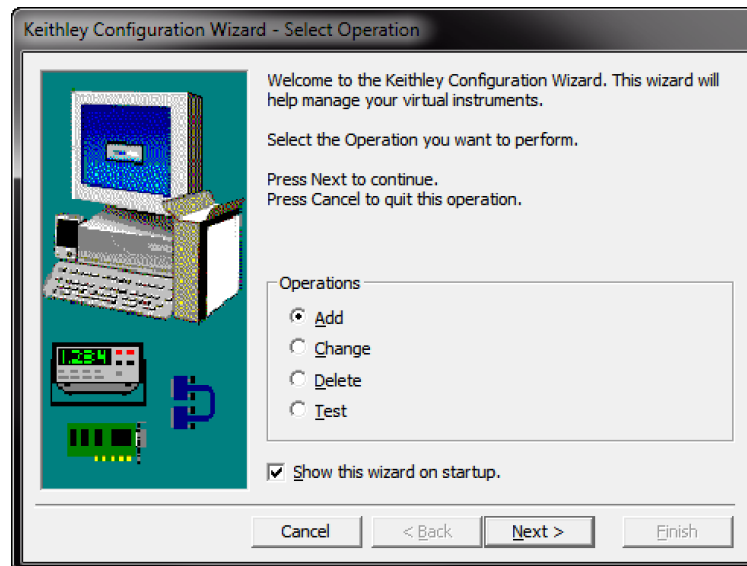 Keithley Configuration Wizard - Select Operation
Welcome to the Keithley Configuration Wizard. This wizard will
help manage your virtual instruments.
Select the Operation you want to perform.
Press Next to continue.
Press Cancel to quit this operation.
Operations
Add
Change
Delete
Test
Show this wizard on startup.
1.234
Cancel
< Back
Next >
Finish